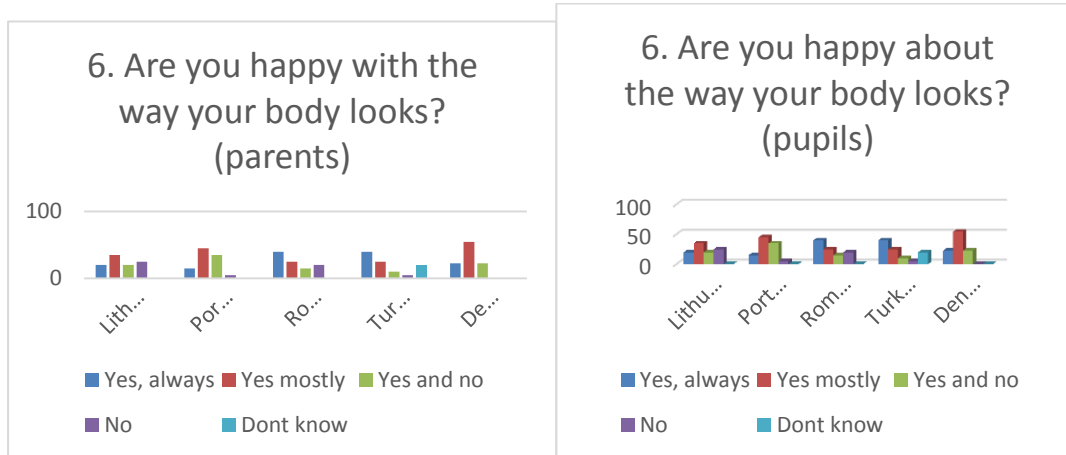 6. Are you happy with the
way your body looks?
(parents)
100
0
Lith...
Por...
Ro...
Tur...
De...
Yes, always
Yes mostly
Yes and no
No
Dont know
6. Are you happy about
the way your body looks?
(pupils)
100
50
0
Lithu...
Port...
Rom...
Turk...
Den...
Yes, always
Yes mostly
Yes and no
No
Dont know